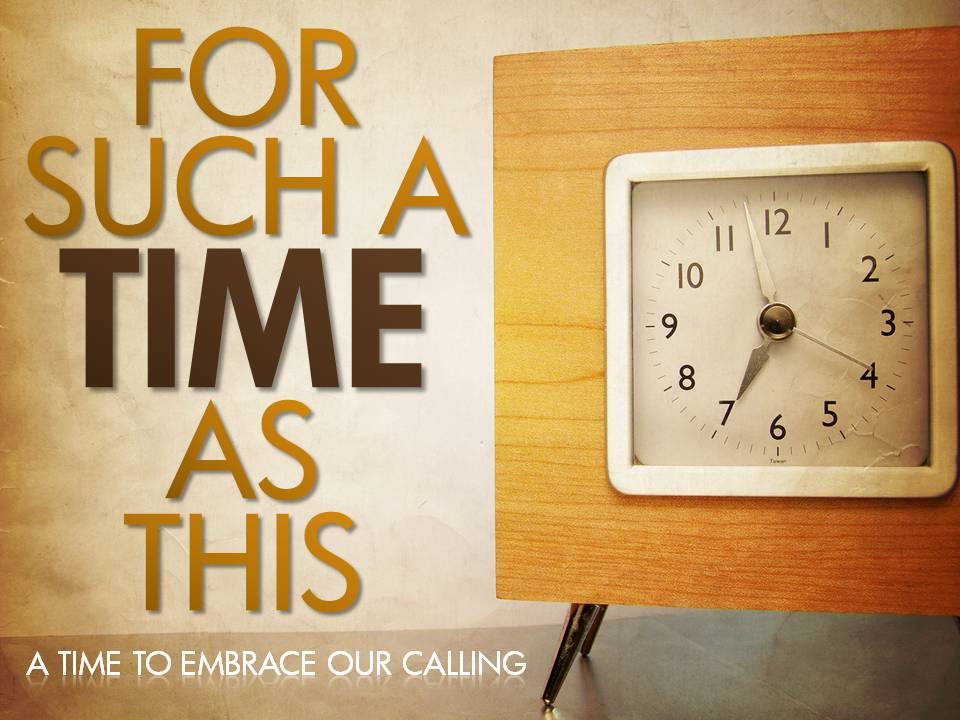 FOR
SUCH A
TIME
AS
THIS
A TIME TO EMBRACE OUR CALLING
12
11 1
10 2
9 3
8 4
7 5
6
Taiwan